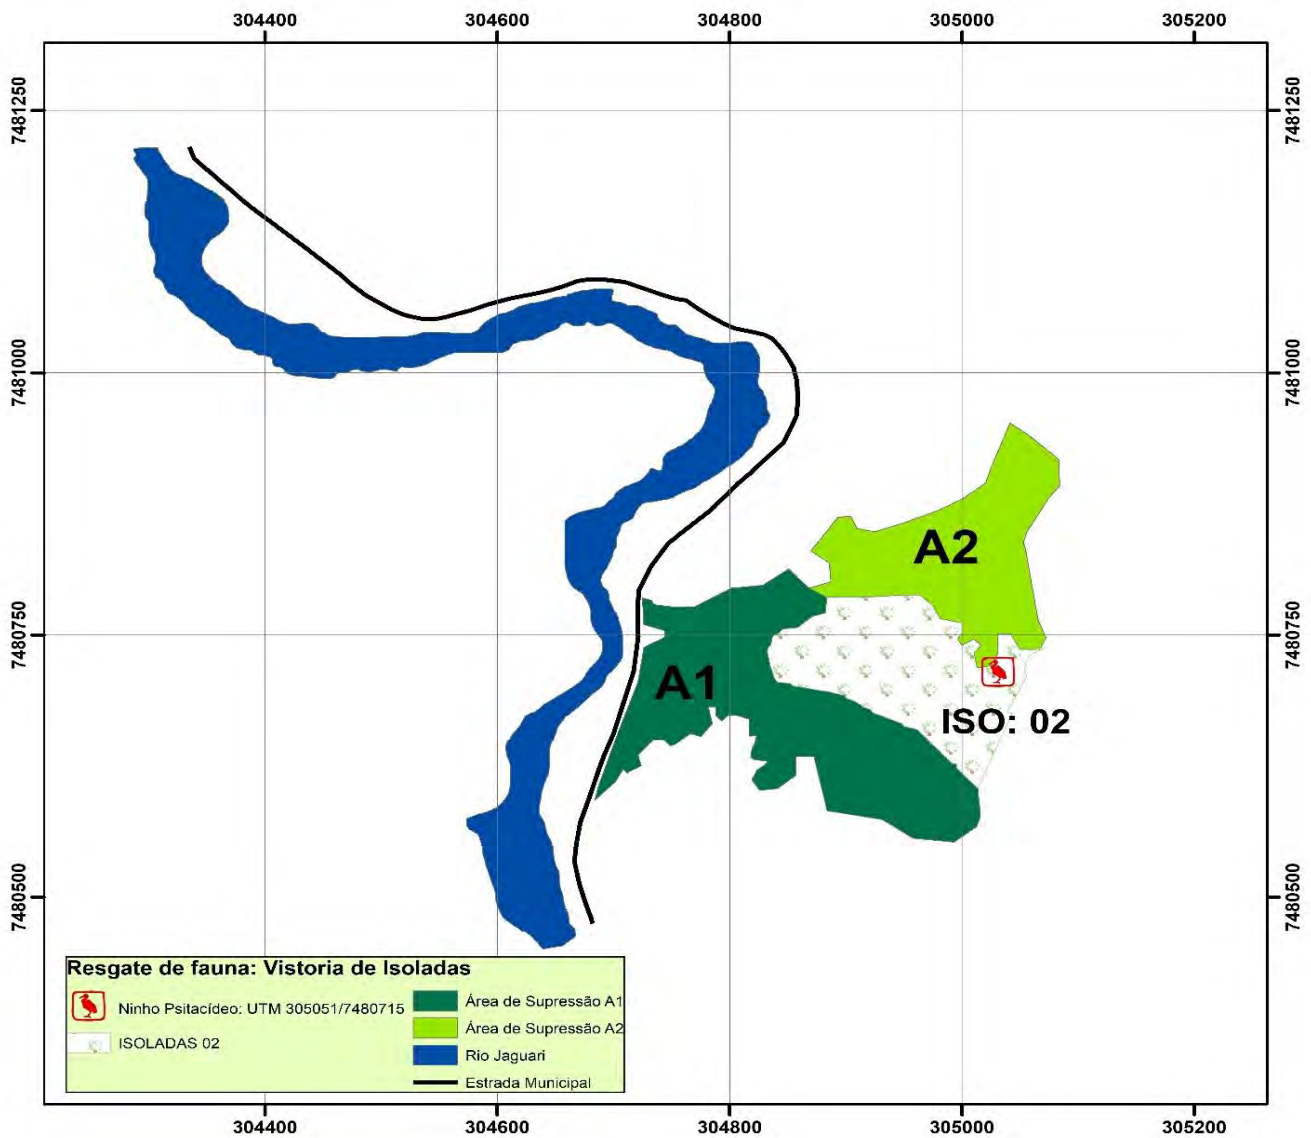 304400 304600 304800 305000 305200
7481250 7481250
7481000 7481000
A2
7480750 7480750
A1
ISO: 02
7480500 7480500
Resgate de fauna: Vistoria de Isoladas
Ninho Psitacídeo: UTM 305051/7480715
ISOLADAS 02
Área de Supressão A1
Área de Supressão A2
Rio Jaguari
Estrada Municipal
304400 304600 304800 305000 305200